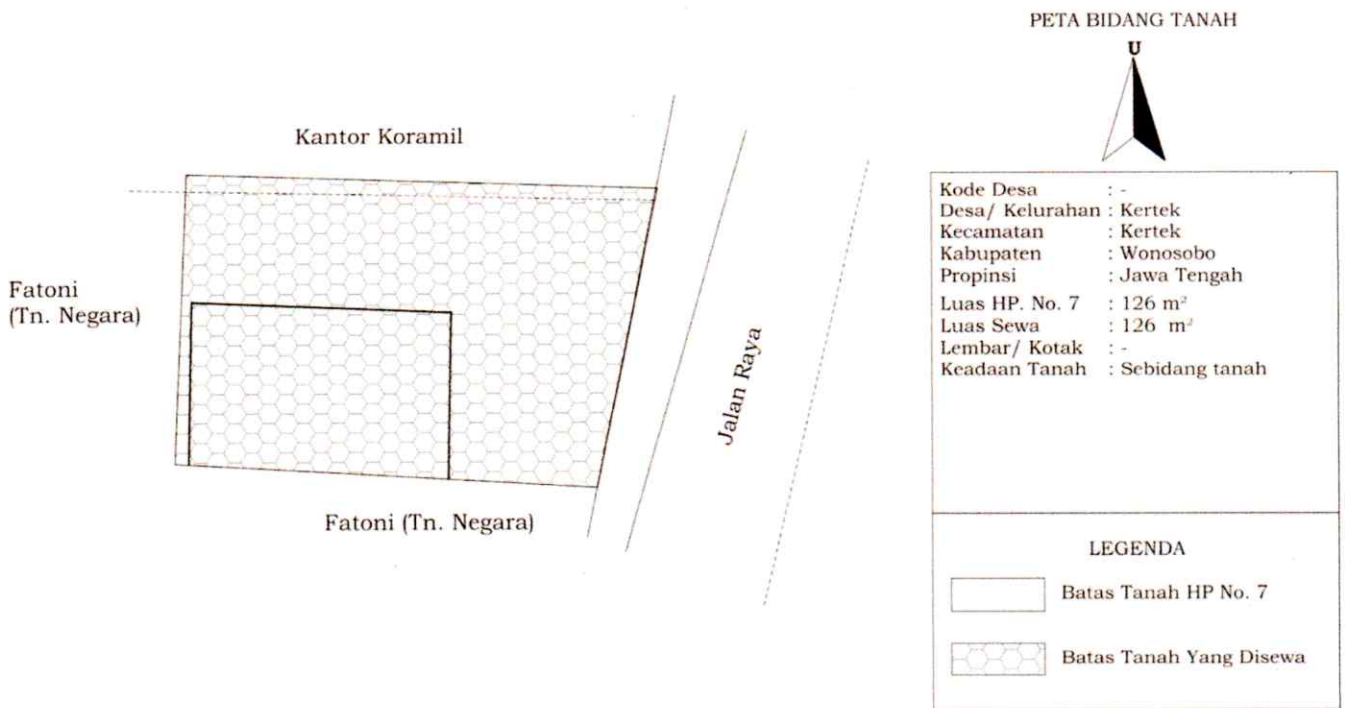 PETA BIDANG TANAH
U
Kantor Koramil
Fatoni
(Tn. Negara)
Jalan Raya
Fatoni (Tn. Negara)
Kode Desa : -
Desa/ Kelurahan : Kertek
Kecamatan : Kertek
Kabupaten : Wonosobo
Propinsi : Jawa Tengah
Luas HP. No. 7 : 126 m²
Luas Sewa : 126 m²
Lembar/ Kotak : -
Keadaan Tanah : Sebidang tanah
LEGENDA
Batas Tanah HP No. 7
Batas Tanah Yang Disewa